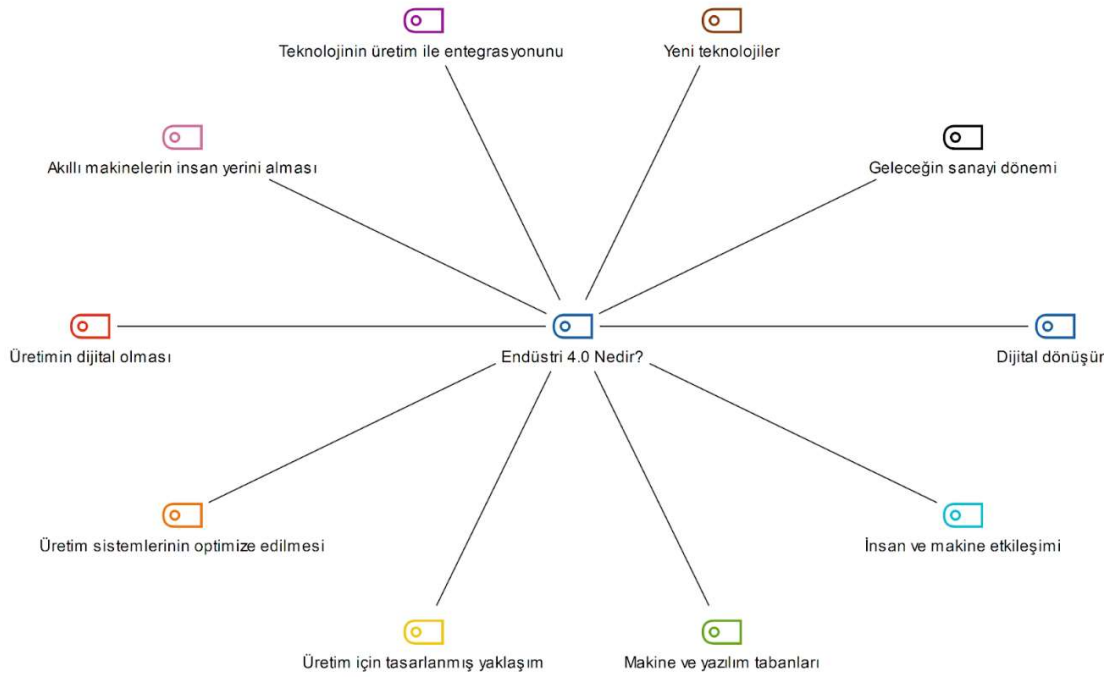 Teknolojinin üretim ile entegrasyonunu
Yeni teknolojiler
Akıllı makinelerin insan yerini alması
Geleceğin sanayi dönemi
Üretimin dijital olması
Endüstri 4.0 Nedir?
Dijital dönüşür
Üretim sistemlerinin optimize edilmesi
İnsan ve makine etkileşimi
Üretim için tasarlanmış yaklaşım
Makine ve yazılım tabanları